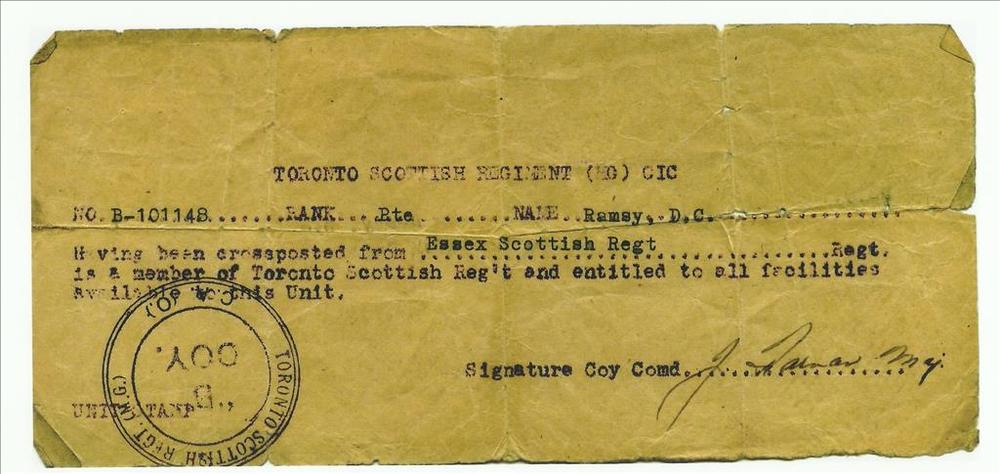 TORONTO SCOTTISH REGIMENT (MG) CIC
NO. B-101148......RANK...Rte.......NAME..Ramsy, D.C................
Having been crossposted from Essex Scottish Regt....................Regt.
is a member of Toronto Scottish Reg't and entitled to all facilities
available to this Unit.
Signature Coy Comd. J. Maj.
UNIT STAMP
TORONTO SCOTTISH REGT. (M.G.) C.A. (O.)
"B"
COY.